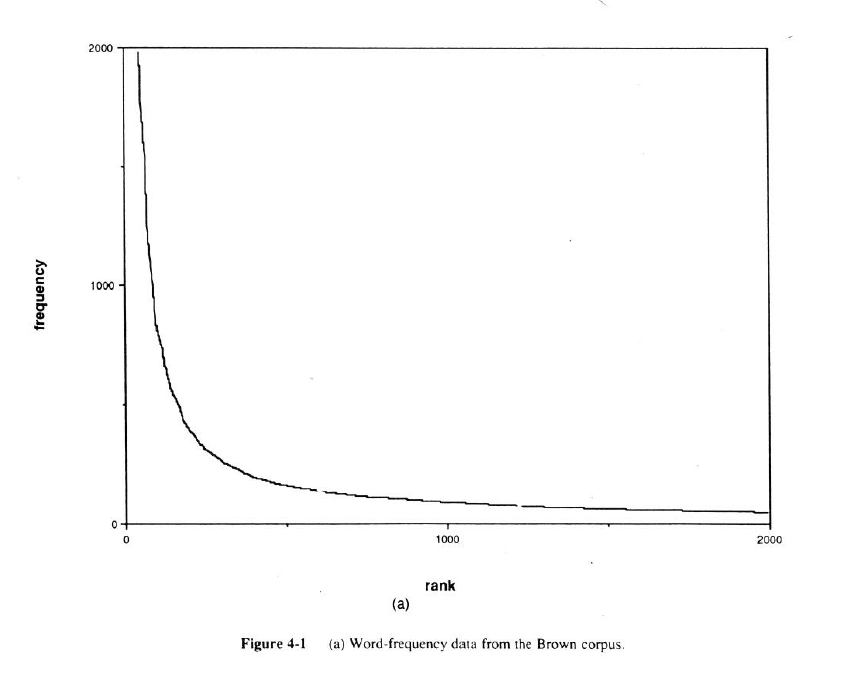 2000
frequency
1000
0
0
1000
2000
rank
(a)
Figure 4-1 (a) Word-frequency data from the Brown corpus.